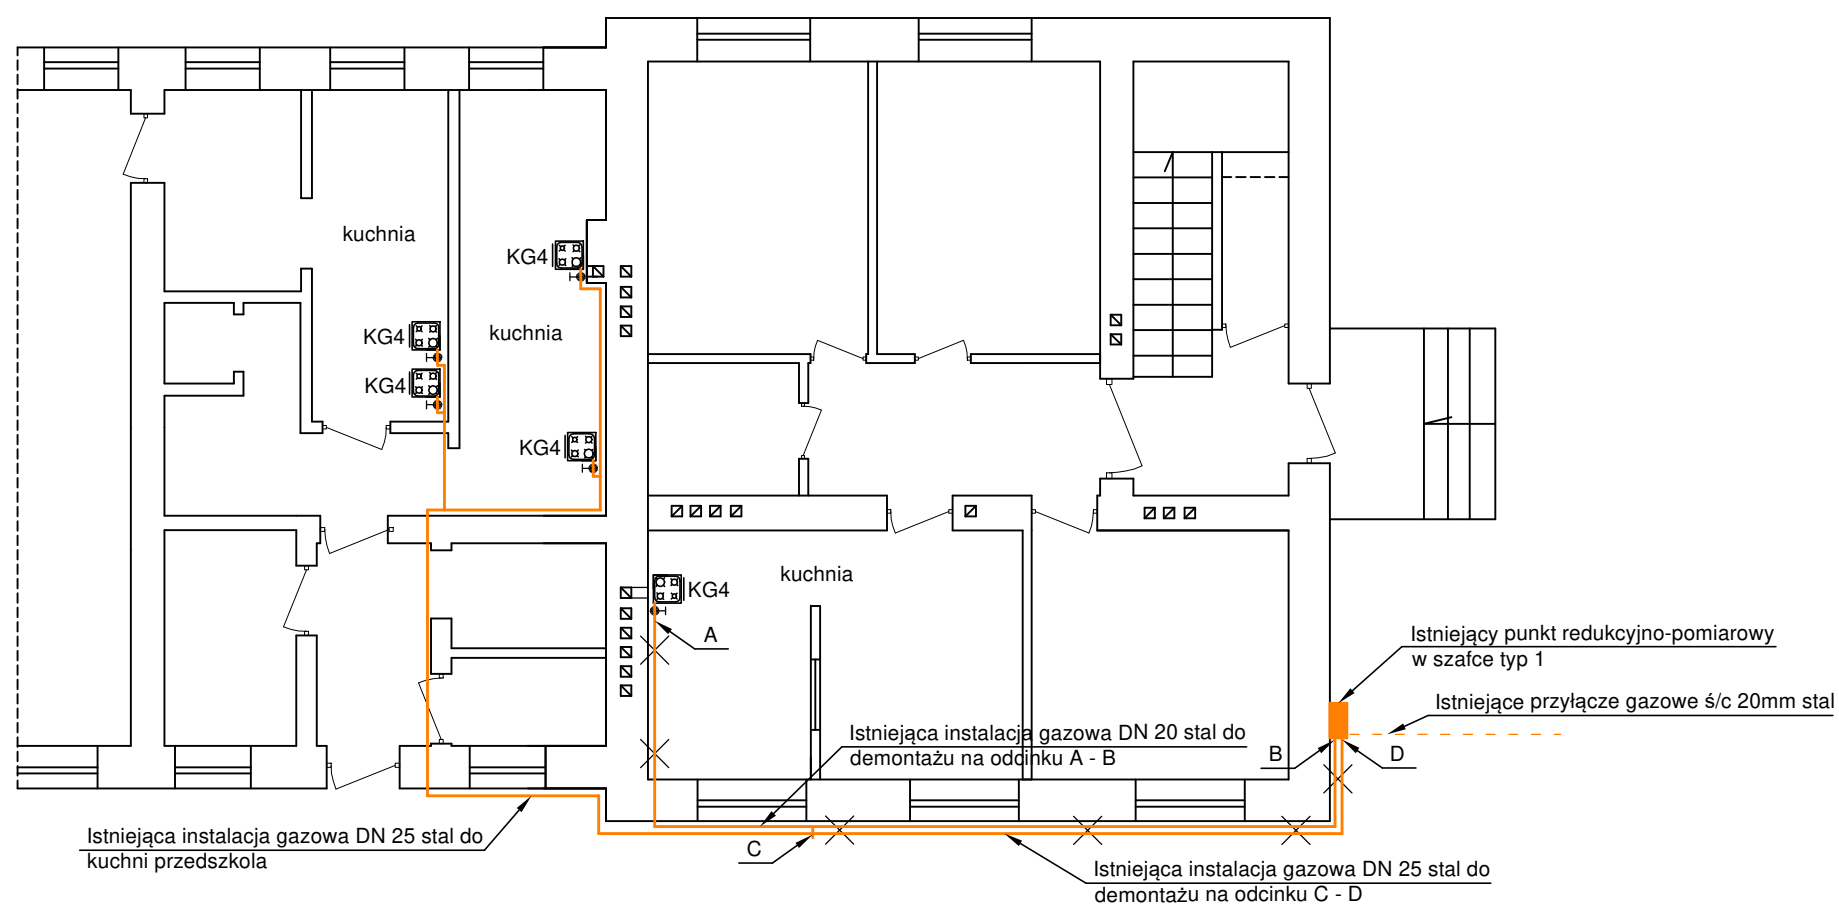 kuchnia
KG4
KG4
kuchnia
KG4
KG4
kuchnia
KG4
A
Istniejący punkt redukcyjno-pomiarowy
w szafce typ 1
Istniejące przyłącze gazowe ś/c 20mm stal
Istniejąca instalacja gazowa DN 20 stal do
demontażu na odcinku A - B
B
D
Istniejąca instalacja gazowa DN 25 stal do
kuchni przedszkola
C
Istniejąca instalacja gazowa DN 25 stal do
demontażu na odcinku C - D